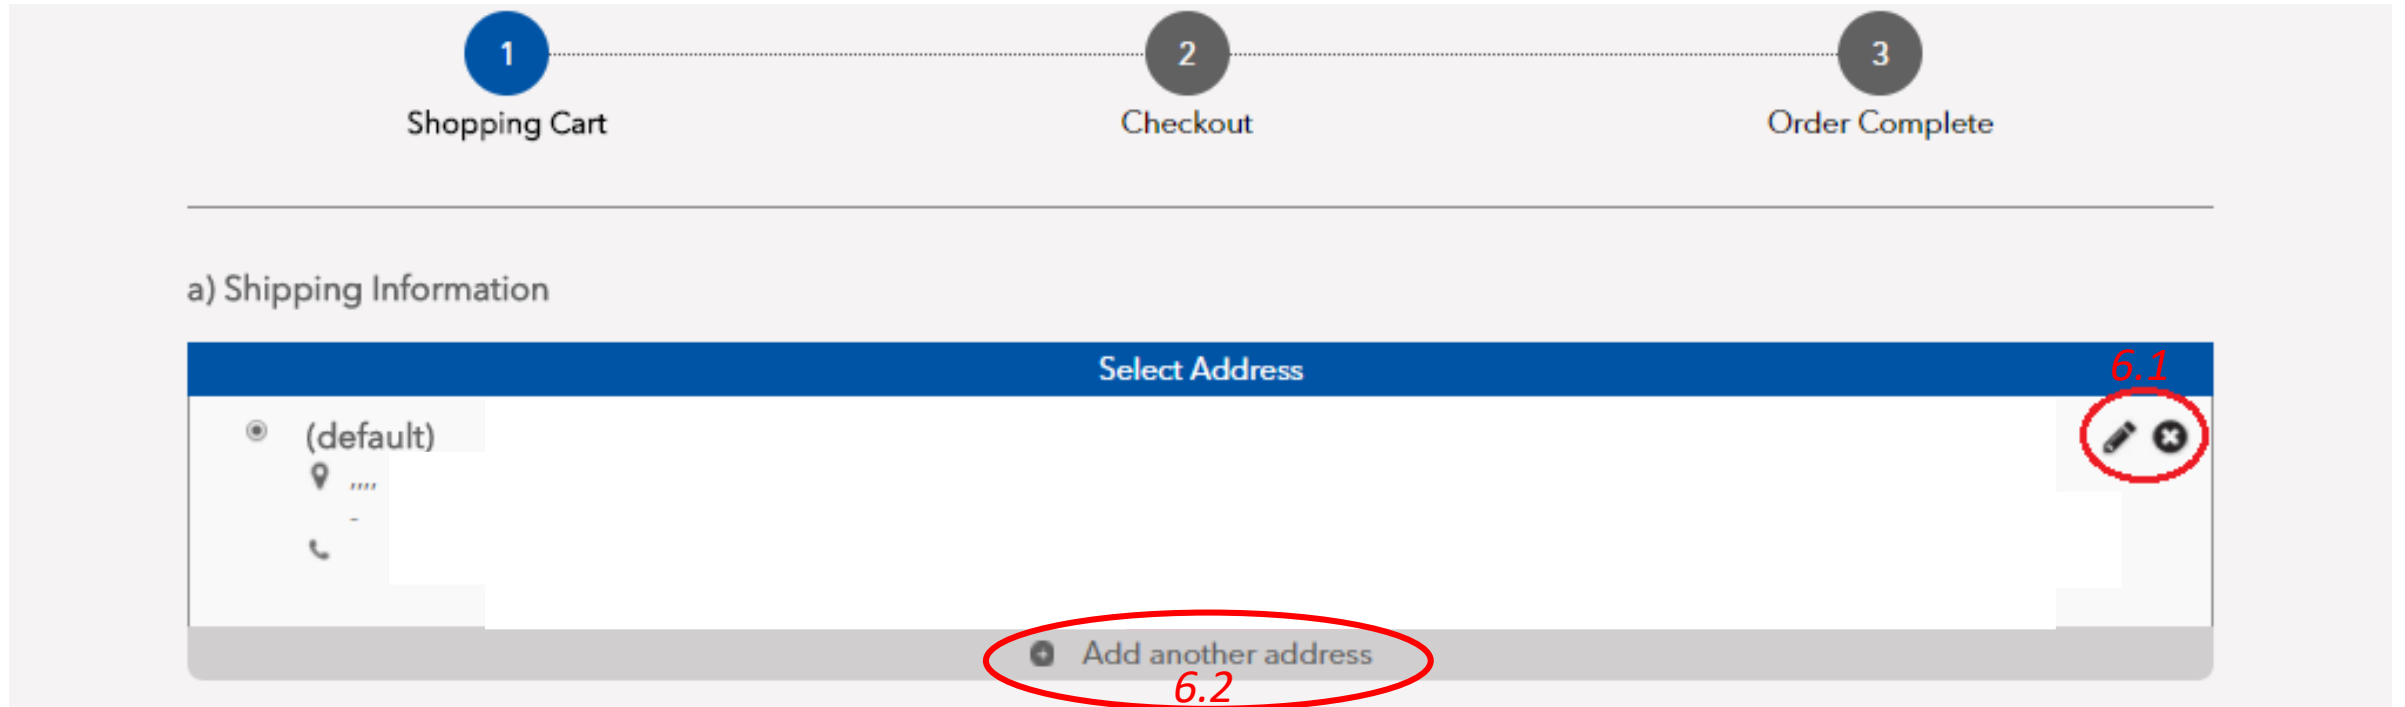 1 2 3
Shopping Cart Checkout Order Complete
a) Shipping Information
Select Address 6.1
(default)
,,,,
-
Add another address
6.2